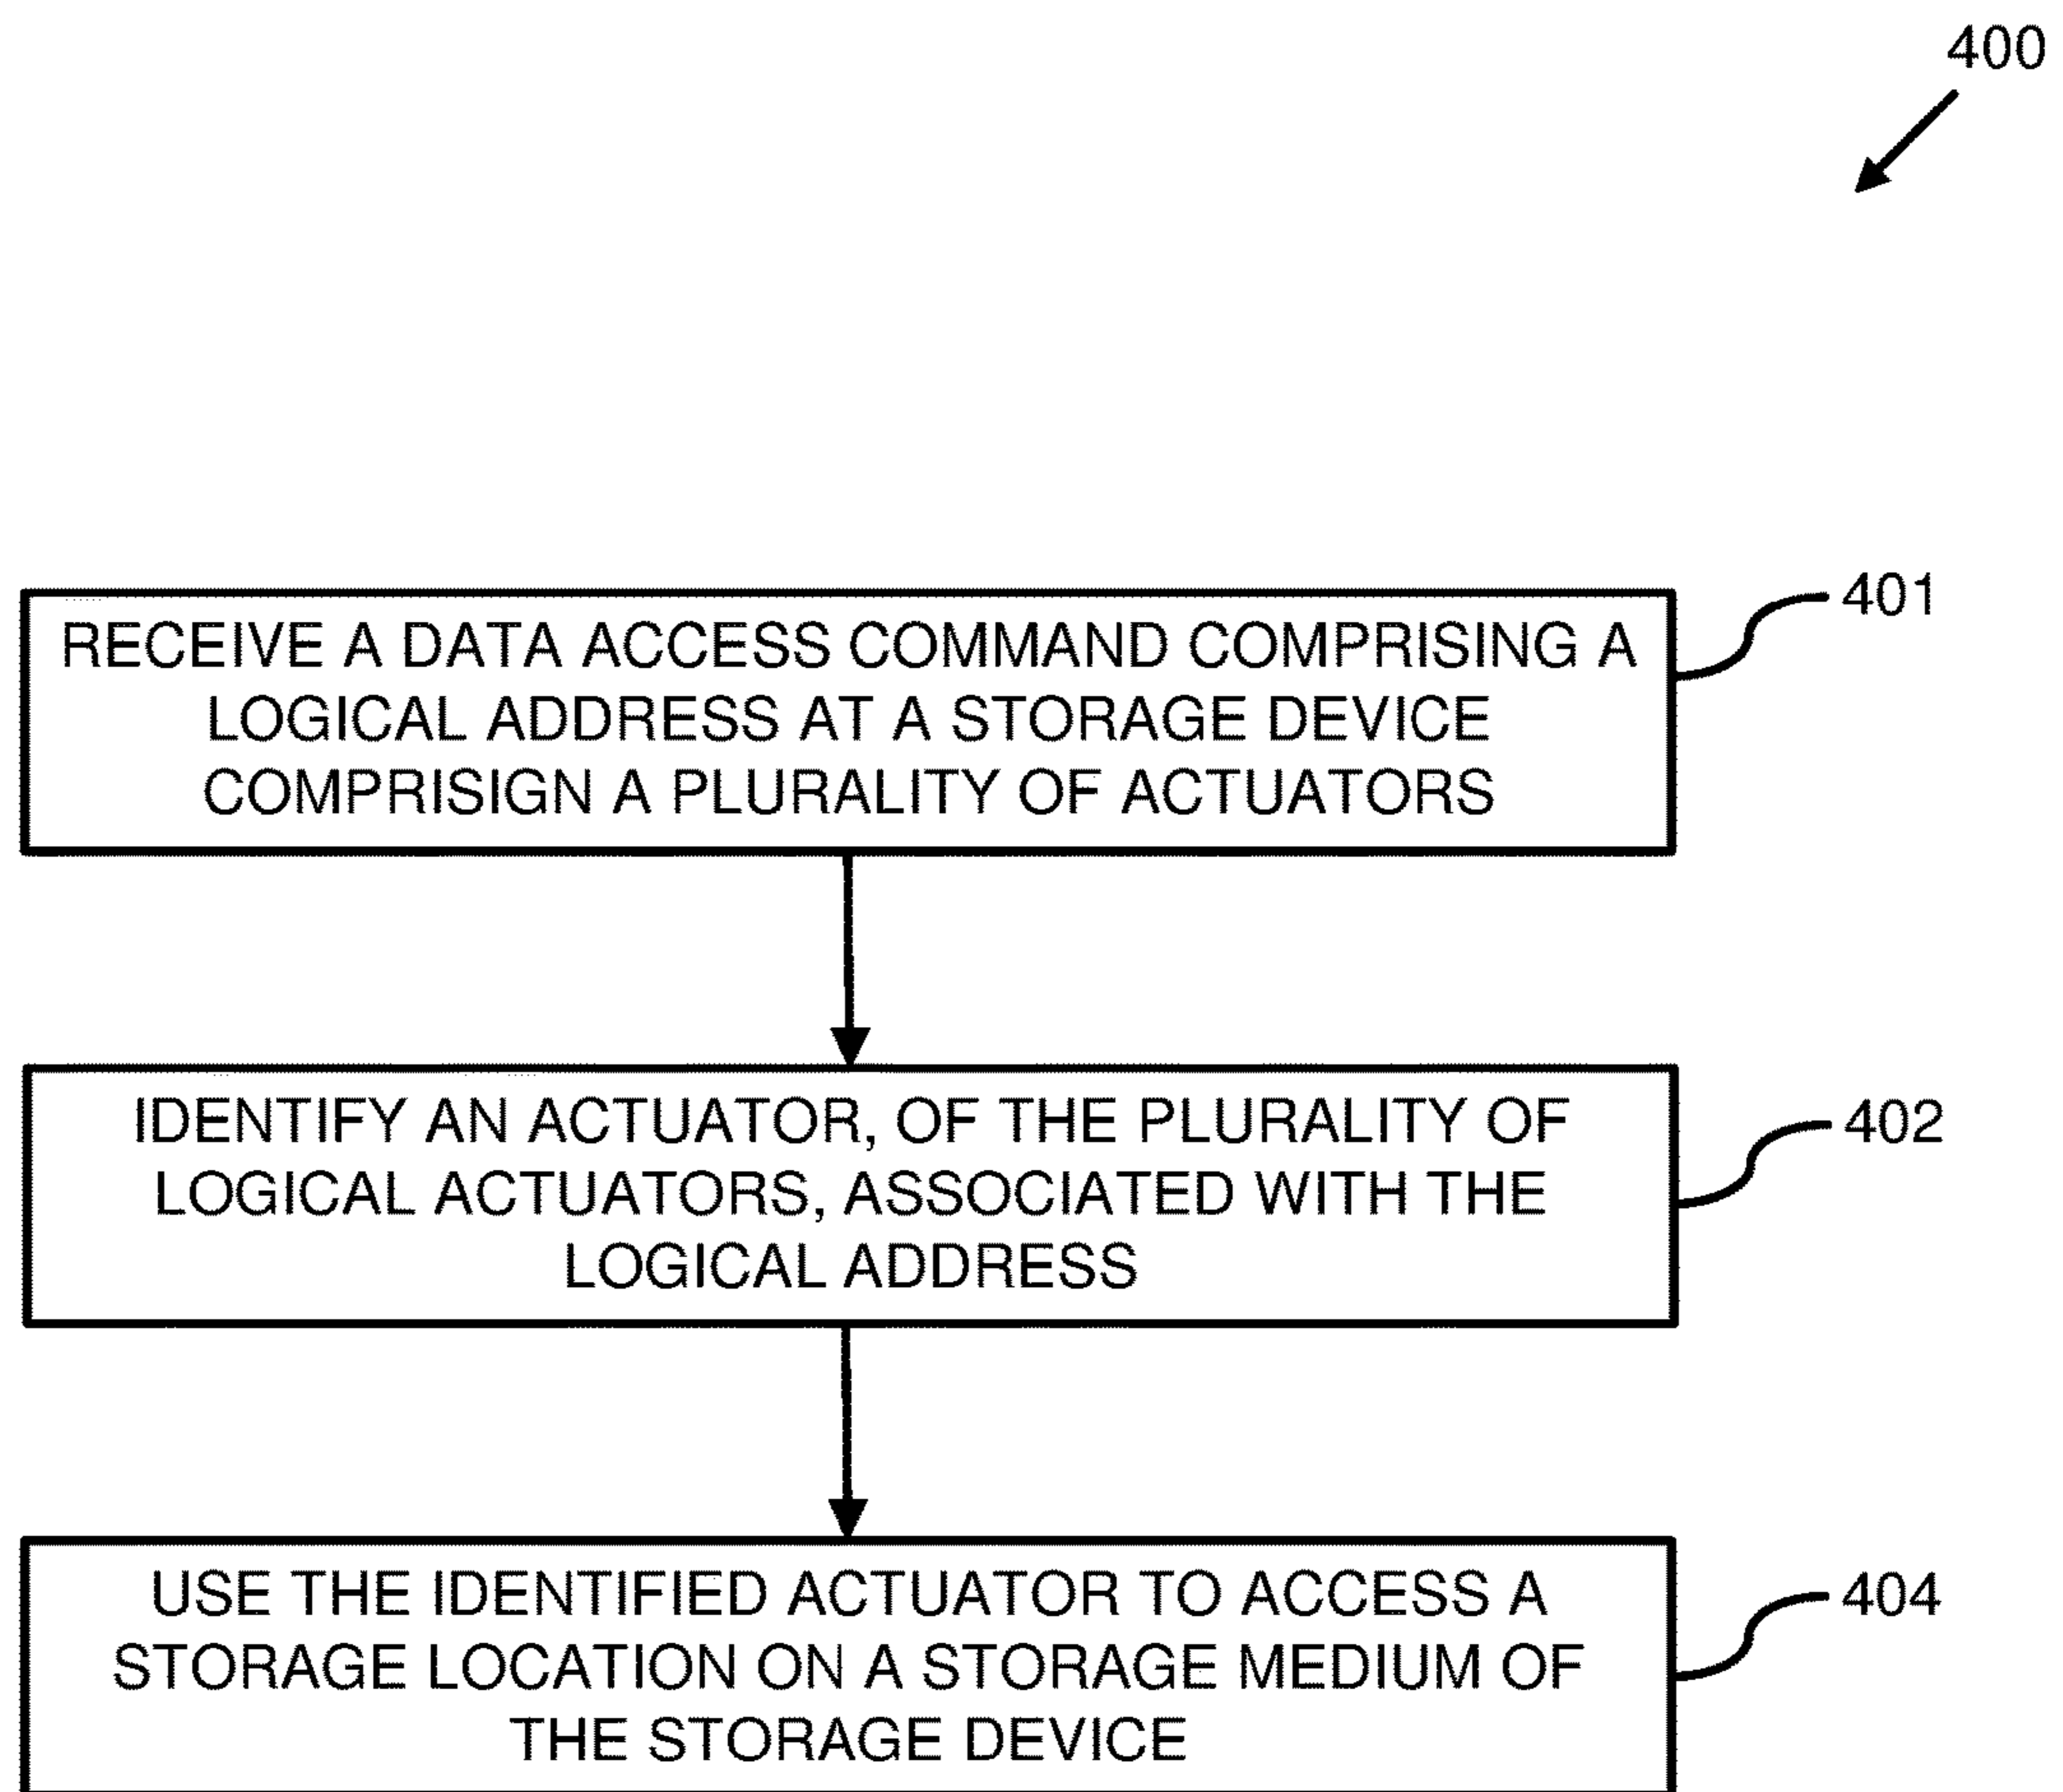 400
RECEIVE A DATA ACCESS COMMAND COMPRISING A
LOGICAL ADDRESS AT A STORAGE DEVICE
COMPRISIGN A PLURALITY OF ACTUATORS
401
IDENTIFY AN ACTUATOR, OF THE PLURALITY OF
LOGICAL ACTUATORS, ASSOCIATED WITH THE
LOGICAL ADDRESS
402
USE THE IDENTIFIED ACTUATOR TO ACCESS A
STORAGE LOCATION ON A STORAGE MEDIUM OF
THE STORAGE DEVICE
404